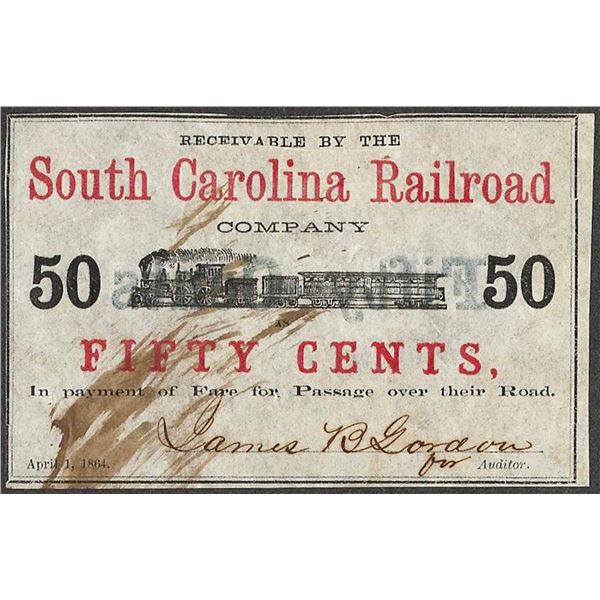 RECEIVABLE BY THE
South Carolina Railroad
COMPANY
50 50
AS
FIFTY CENTS,
In payment of Fare for Passage over their Road.
James B Gordon
April 1, 1864. for Auditor.